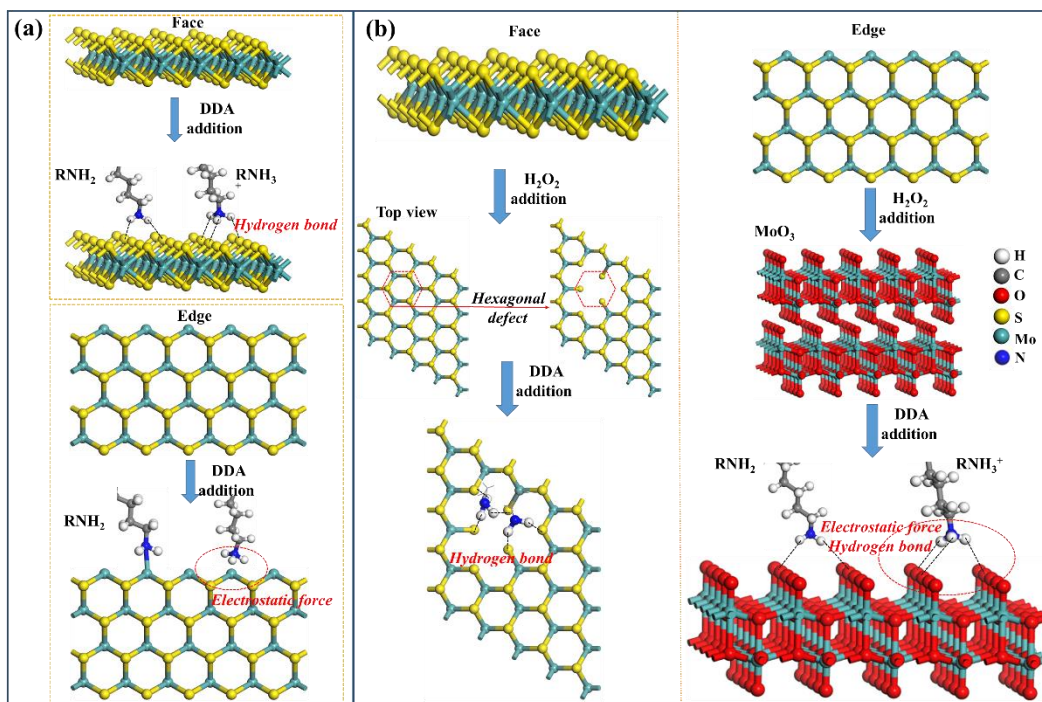 (a)
Face
DDA
addition
RNH2
RNH3
+
Hydrogen bond
Edge
DDA
addition
RNH2
Electrostatic force
(b)
Face
H2O2
addition
Top view
Hexagonal
defect
DDA
addition
Hydrogen bond
Edge
H2O2
addition
MoO3
H
C
O
S
Mo
N
DDA
addition
RNH2
RNH3+
Electrostatic force
Hydrogen bond